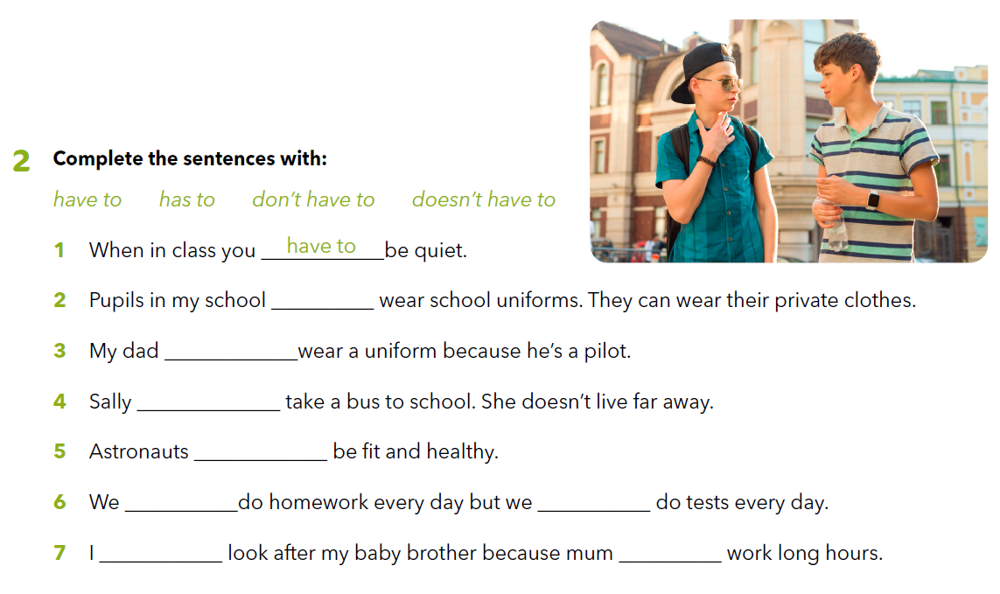 2 Complete the sentences with:
have to has to don't have to doesn't have to
1 When in class you have to be quiet.
2 Pupils in my school __________ wear school uniforms. They can wear their private clothes.
3 My dad _____________wear a uniform because he's a pilot.
4 Sally ______________ take a bus to school. She doesn't live far away.
5 Astronauts _____________ be fit and healthy.
6 We ___________do homework every day but we ___________ do tests every day.
7 I ____________ look after my baby brother because mum __________ work long hours.